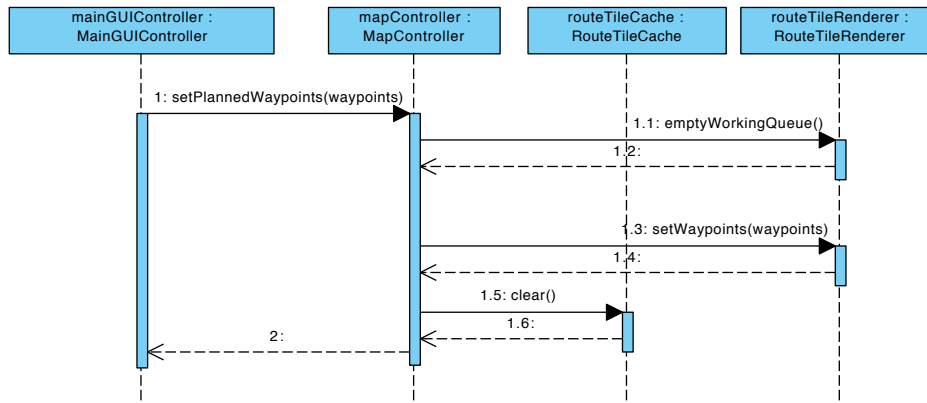 mainGUIController :
MainGUIController
mapController :
MapController
routeTileCache :
RouteTileCache
routeTileRenderer :
RouteTileRenderer
1: setPlannedWaypoints(waypoints)
1.1: emptyWorkingQueue()
1.2:
1.3: setWaypoints(waypoints)
1.4:
1.5: clear()
1.6:
2: